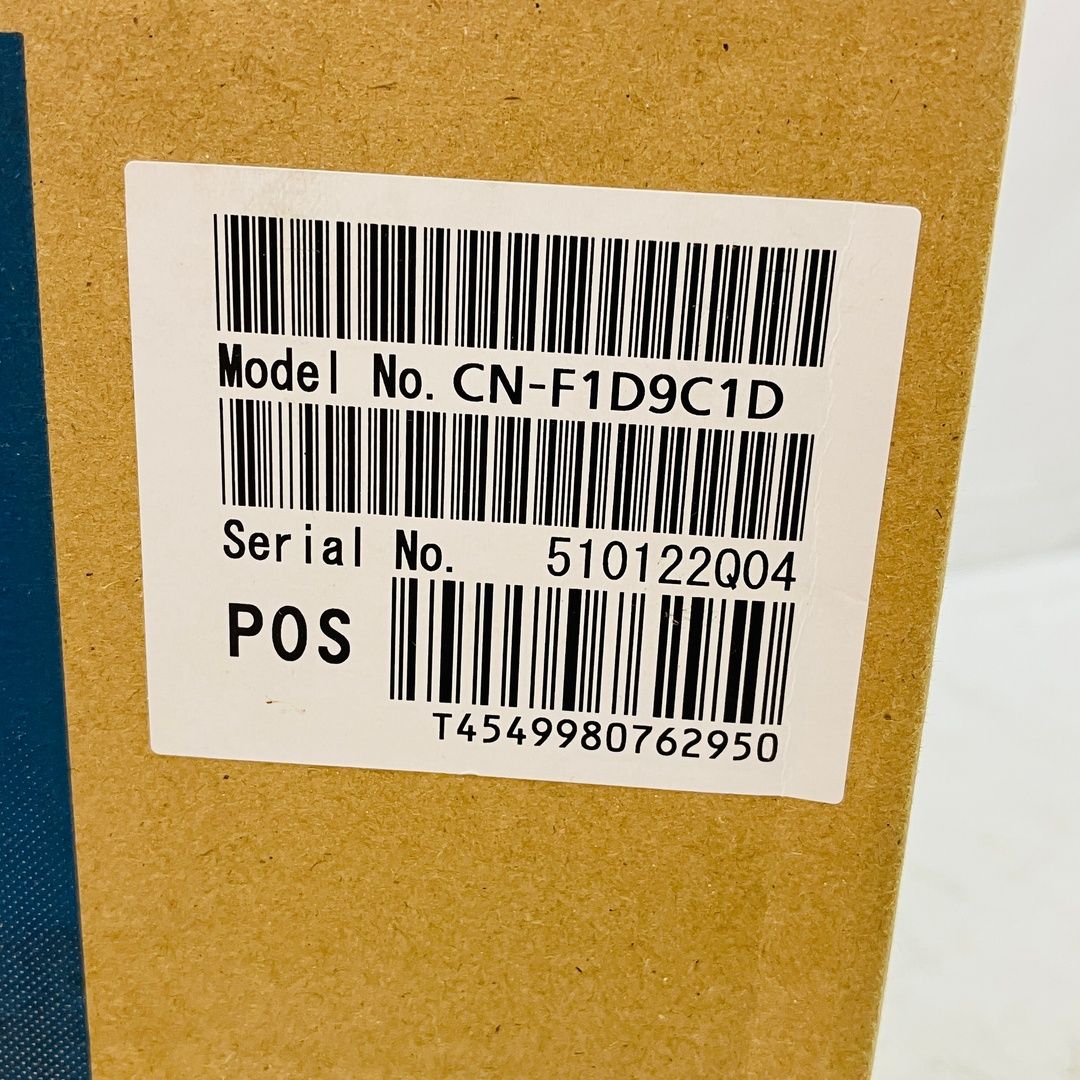 Model No. CN-F1D9C1D
Serial No. 510122Q04
POS
T4549980762950